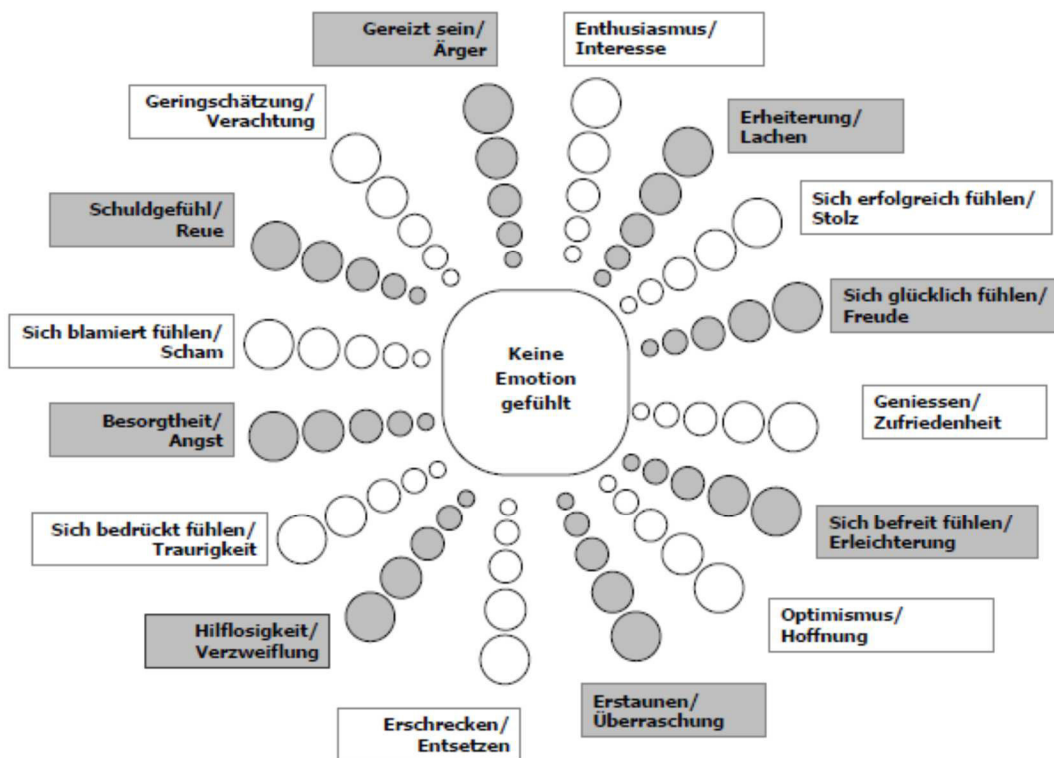 Gereizt sein/
Ärger
Enthusiasmus/
Interesse
Geringschätzung/
Verachtung
Erheiterung/
Lachen
Schuldgefühl/
Reue
Sich erfolgreich fühlen/
Stolz
Sich blamiert fühlen/
Scham
Sich glücklich fühlen/
Freude
Keine
Emotion
gefühlt
Besorgtheit/
Angst
Geniessen/
Zufriedenheit
Sich bedrückt fühlen/
Traurigkeit
Sich befreit fühlen/
Erleichterung
Hilflosigkeit/
Verzweiflung
Optimismus/
Hoffnung
Erschrecken/
Entsetzen
Erstaunen/
Überraschung